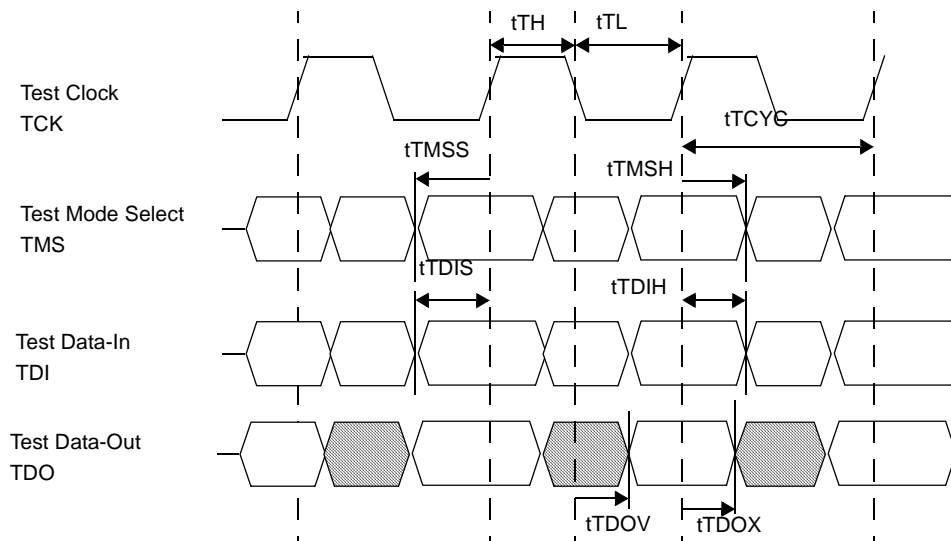 tTH
tTL
Test Clock
TCK
tTCYC
tTMSS
tTMSH
Test Mode Select
TMS
tTDIS
tTDIH
Test Data-In
TDI
Test Data-Out
TDO
tTDOV
tTDOX